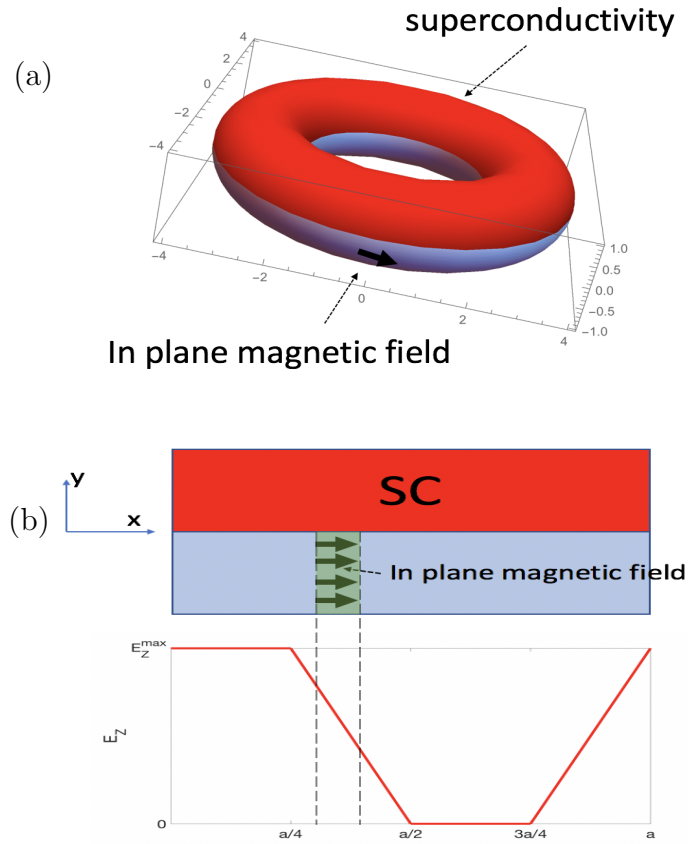 superconductivity
(a)
4
2
0
−2
−4
−4
−2
0
2
4
1.0
0.5
0.0
−0.5
−1.0
In plane magnetic field
(b)
y
x
SC
In plane magnetic field
E_Z^max
E_Z
0
a/4
a/2
3a/4
a